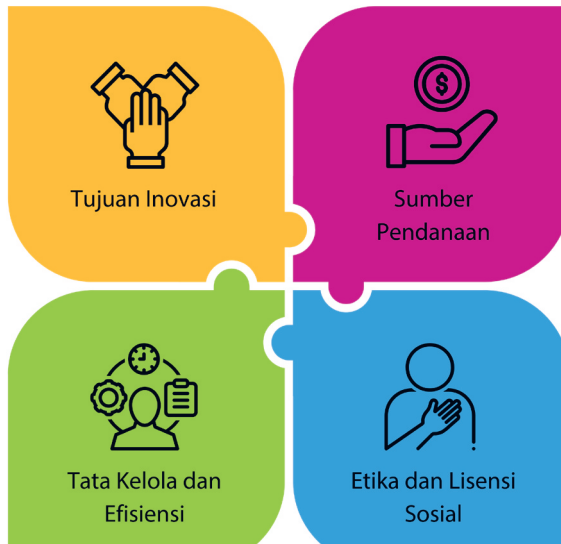 Tujuan Inovasi
Sumber
Pendanaan
Tata Kelola dan
Efisiensi
Etika dan Lisensi
Sosial